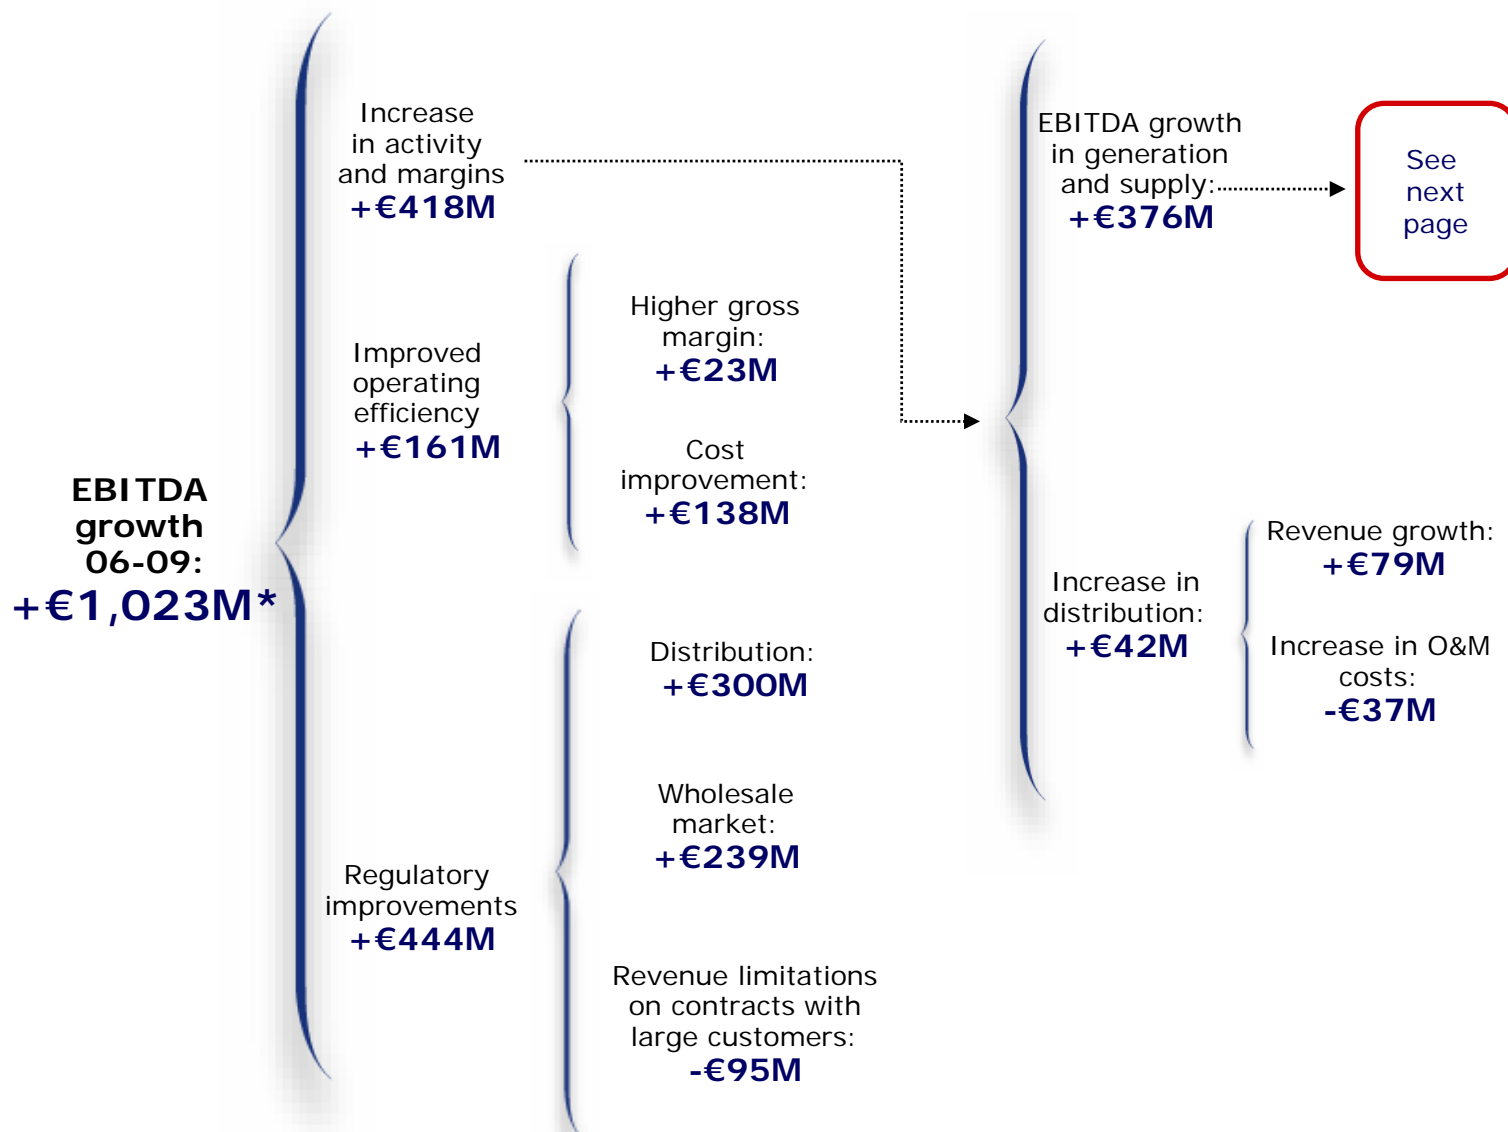 EBITDA
growth
06-09:
+€1,023M*
Increase
in activity
and margins
+€418M
Improved
operating
efficiency
+€161M
Higher gross
margin:
+€23M
Cost
improvement:
+€138M
Regulatory
improvements
+€444M
Distribution:
+€300M
Wholesale
market:
+€239M
Revenue limitations
on contracts with
large customers:
-€95M
EBITDA growth
in generation
and supply:
+€376M
See
next
page
Increase in
distribution:
+€42M
Revenue growth:
+€79M
Increase in O&M
costs:
-€37M